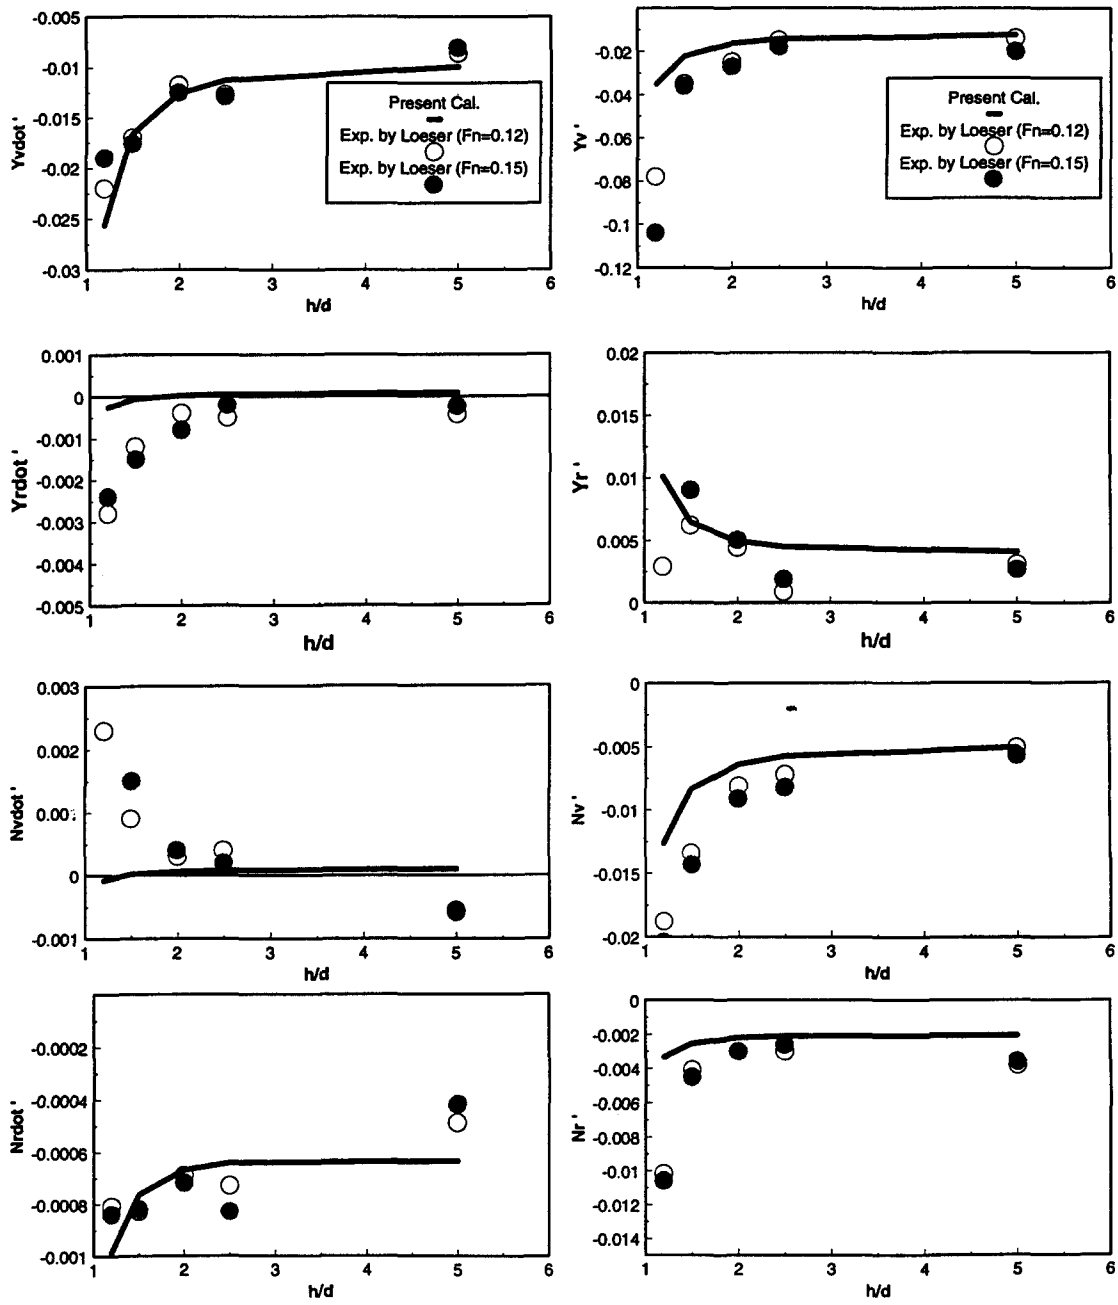 -0.005
-0.01
-0.015
-0.02
-0.025
-0.03
Yvdot'
1 2 3 4 5 6
h/d
Present Cal.
Exp. by Loeser (Fn=0.12)
Exp. by Loeser (Fn=0.15)
-0.02
-0.04
-0.06
-0.08
-0.1
-0.12
Yv'
1 2 3 4 5 6
h/d
Present Cal.
Exp. by Loeser (Fn=0.12)
Exp. by Loeser (Fn=0.15)
0.001
0
-0.001
-0.002
-0.003
-0.004
-0.005
Yrdot'
1 2 3 4 5 6
h/d
0.02
0.015
0.01
0.005
0
Yr'
1 2 3 4 5 6
h/d
0.003
0.002
0.001
0
-0.001
Nvdot'
1 2 3 4 5 6
h/d
0
-0.005
-0.01
-0.015
-0.02
Nv'
1 2 3 4 5 6
h/d
-0.0002
-0.0004
-0.0006
-0.0008
-0.001
Nrdot'
1 2 3 4 5 6
h/d
0
-0.002
-0.004
-0.006
-0.008
-0.01
-0.012
-0.014
Nr'
1 2 3 4 5 6
h/d